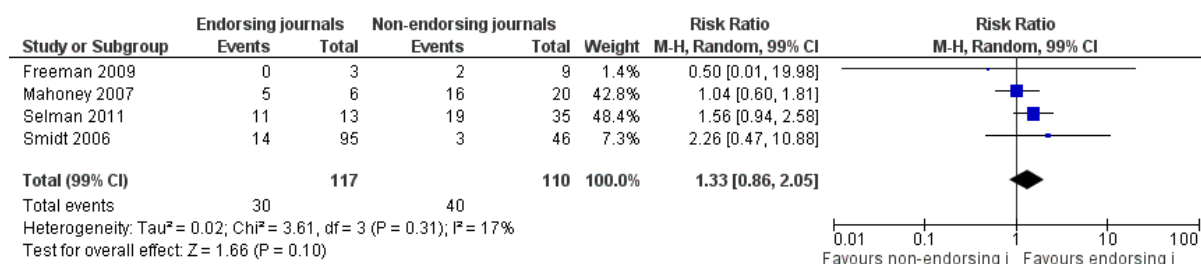 Endorsing journals Non-endorsing journals Risk Ratio Risk Ratio
Study or Subgroup Events Total Events Total Weight M-H, Random, 99% CI M-H, Random, 99% CI
Freeman 2009 0 3 2 9 1.4% 0.50 [0.01, 19.98]
Mahoney 2007 5 6 16 20 42.8% 1.04 [0.60, 1.81]
Selman 2011 11 13 19 35 48.4% 1.56 [0.94, 2.58]
Smidt 2006 14 95 3 46 7.3% 2.26 [0.47, 10.88]
Total (99% CI) 117 110 100.0% 1.33 [0.86, 2.05]
Total events 30 40
Heterogeneity: Tau² = 0.02; Chi² = 3.61, df = 3 (P = 0.31); I² = 17%
Test for overall effect: Z = 1.66 (P = 0.10)
0.01 0.1 1 10 100
Favours non-endorsing j Favours endorsing j